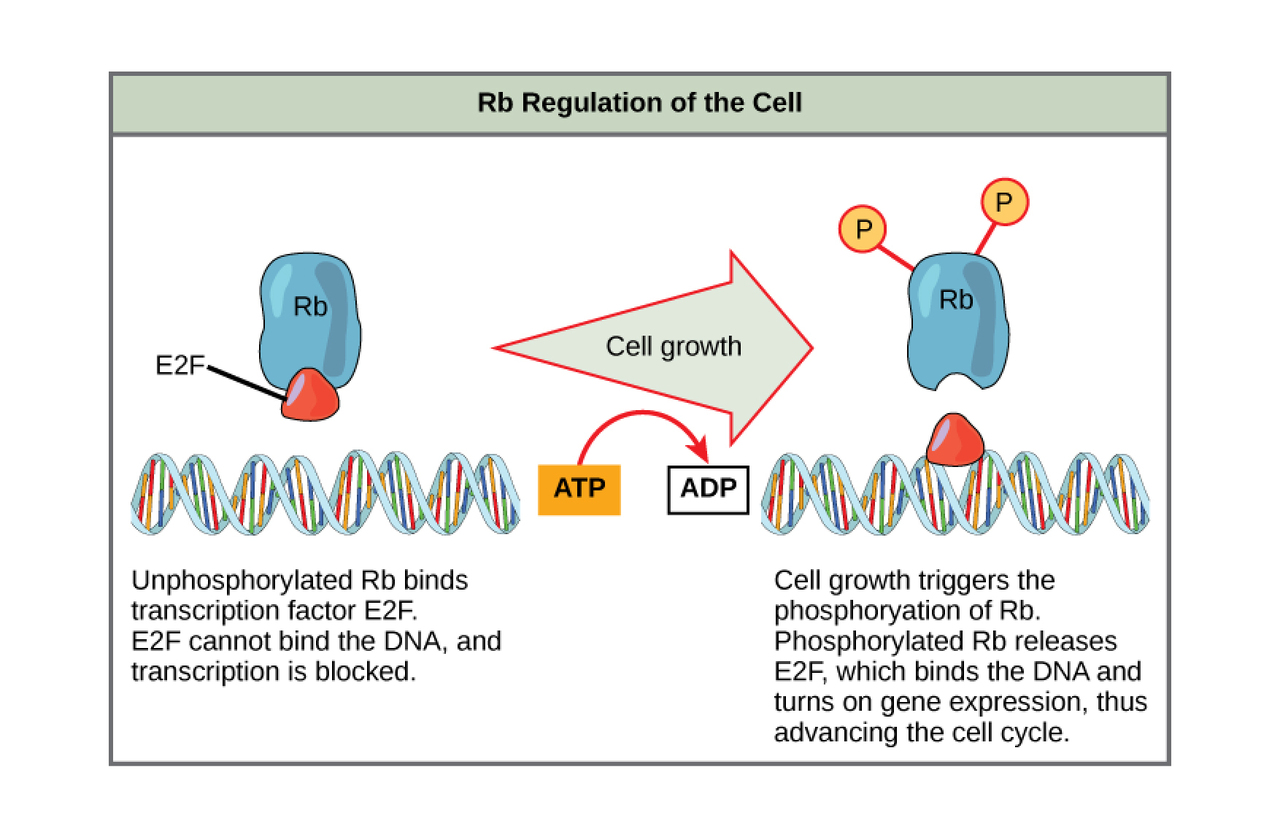 Rb Regulation of the Cell
P
P
Rb
Rb
E2F
Cell growth
ATP
ADP
Unphosphorylated Rb binds
transcription factor E2F.
E2F cannot bind the DNA, and
transcription is blocked.
Cell growth triggers the
phosphoryation of Rb.
Phosphorylated Rb releases
E2F, which binds the DNA and
turns on gene expression, thus
advancing the cell cycle.